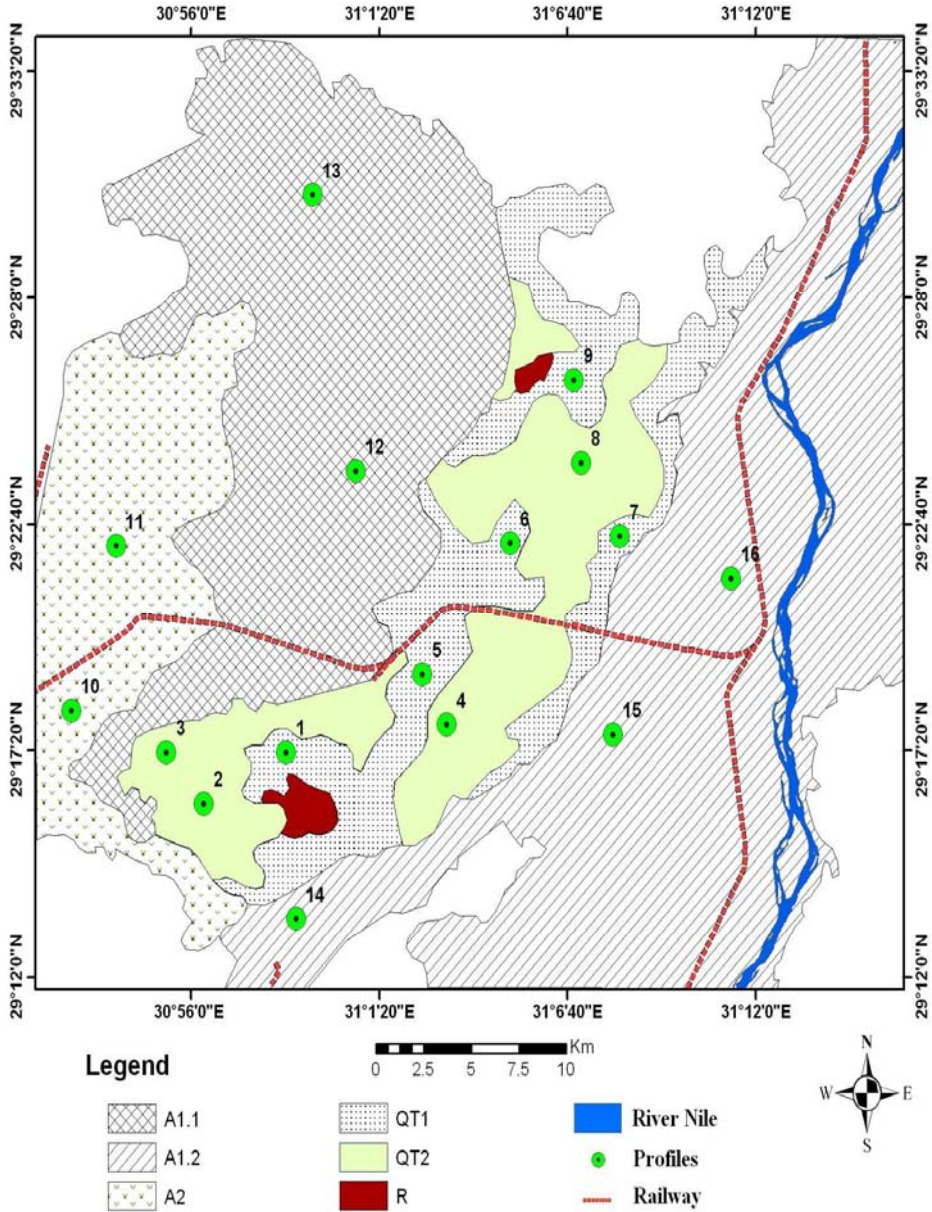 30°56'0"E 31°1'20"E 31°6'40"E 31°12'0"E
29°33'20"N 29°33'20"N
13
29°28'0"N 29°28'0"N
9
8
12
29°22'40"N 29°22'40"N
11 6 7
16
5
10 4 15
3 1
29°17'20"N 29°17'20"N
2
14
29°12'0"N 29°12'0"N
30°56'0"E 31°1'20"E 31°6'40"E 31°12'0"E
Legend
Km
0 2.5 5 7.5 10
N
W E
S
A1.1 QT1 River Nile
A1.2 QT2 Profiles
A2 R Railway